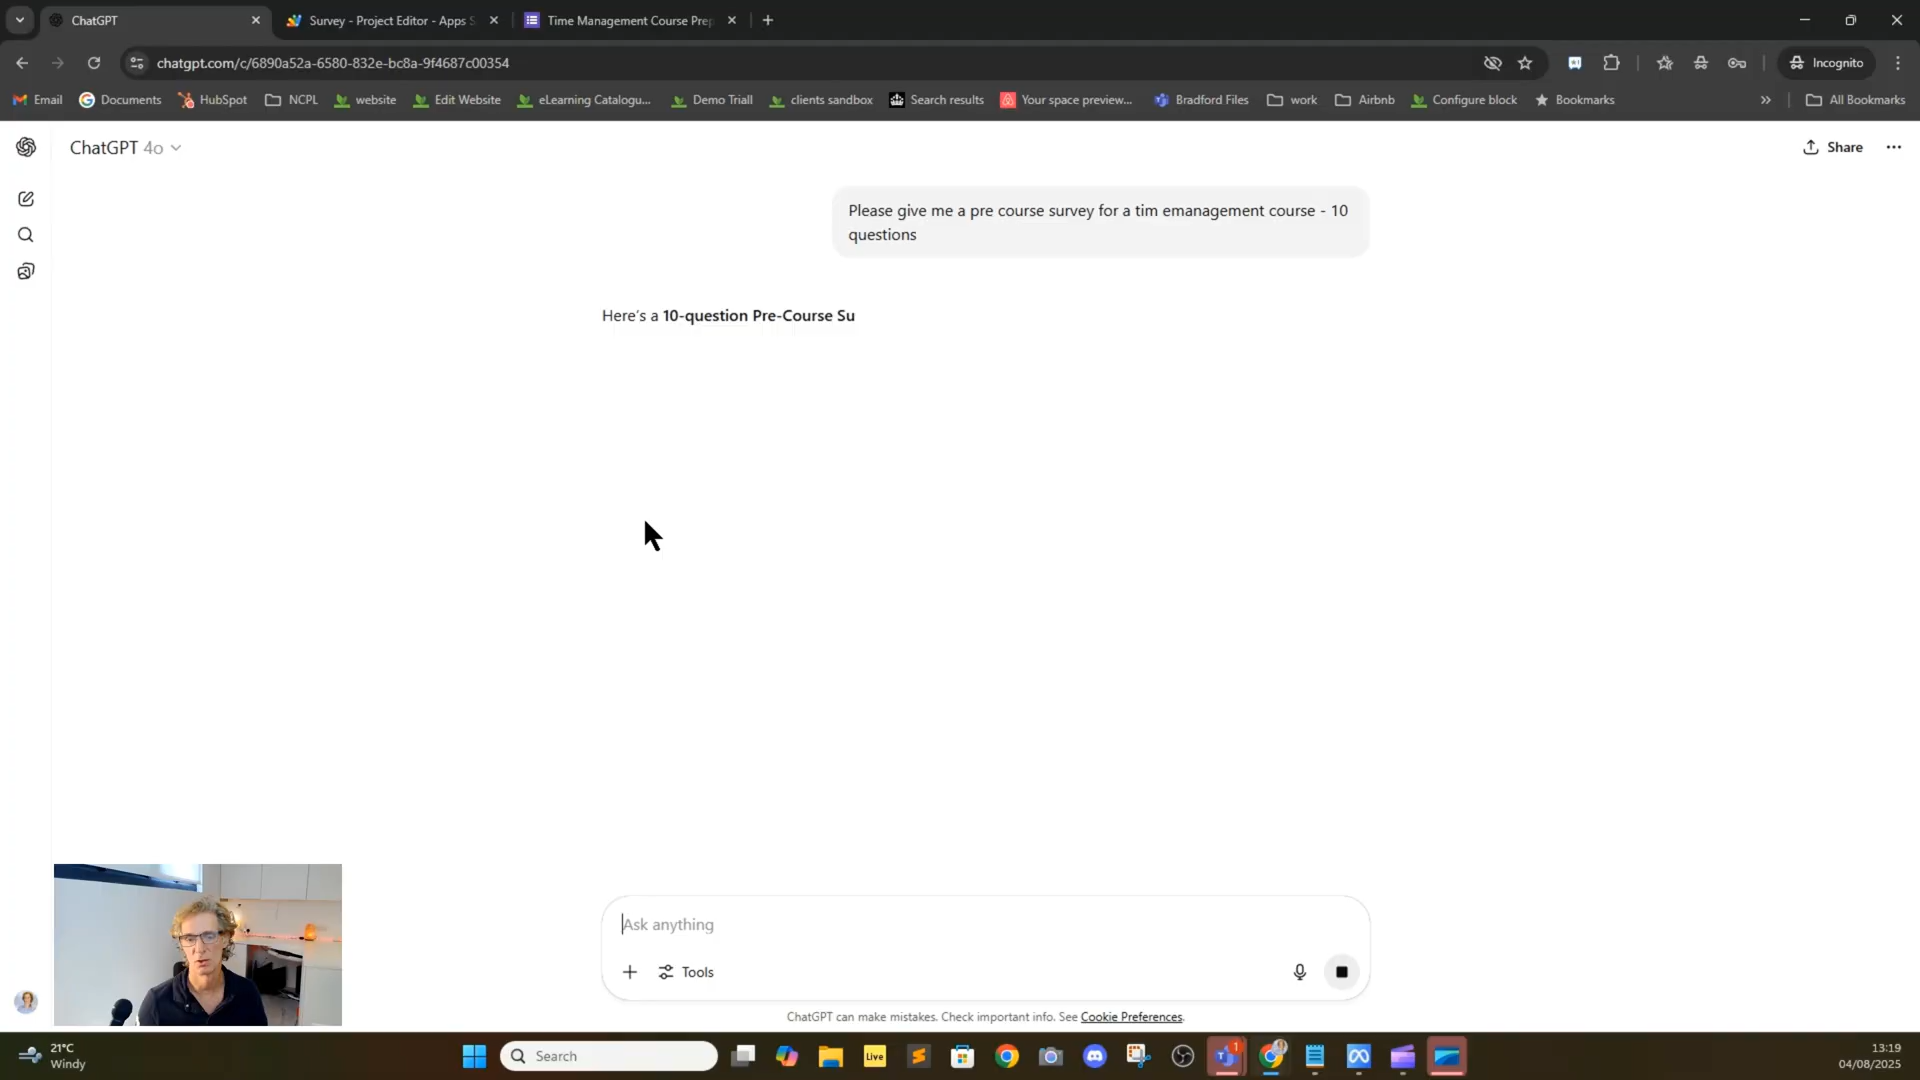 ChatGPT
Survey - Project Editor - Apps S
Time Management Course Prep
chatgpt.com/c/6890a52a-6580-832e-bc8a-9f4687c00354
Incognito
Email
Documents
HubSpot
NCPL
website
Edit Website
eLearning Catalogu...
Demo Triall
clients sandbox
Search results
Your space preview...
Bradford Files
work
Airbnb
Configure block
Bookmarks
All Bookmarks
ChatGPT 4o
Share
Please give me a pre course survey for a tim emanagement course - 10
questions
Here's a 10-question Pre-Course Su
Ask anything
Tools
ChatGPT can make mistakes. Check important info. See Cookie Preferences.
21°C
Windy
Search
Live
1
13:19
04/08/2025